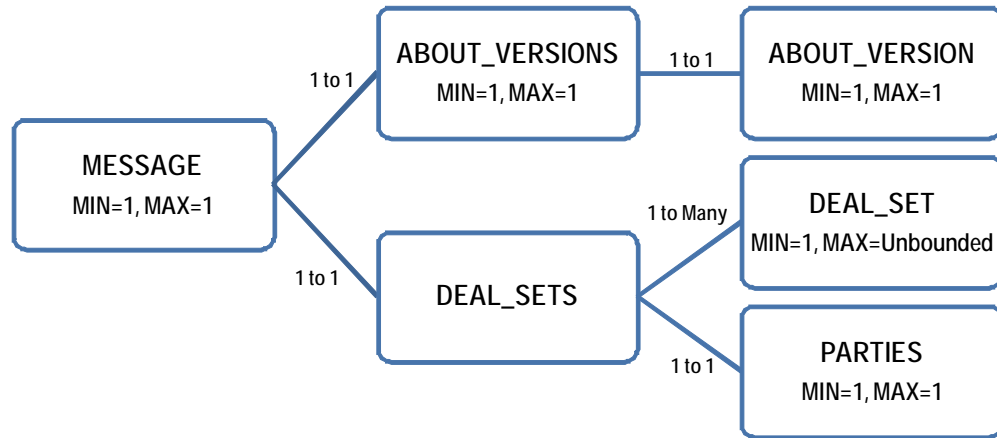 MESSAGE
MIN=1, MAX=1
1 to 1
ABOUT_VERSIONS
MIN=1, MAX=1
1 to 1
ABOUT_VERSION
MIN=1, MAX=1
1 to 1
DEAL_SETS
1 to Many
DEAL_SET
MIN=1, MAX=Unbounded
1 to 1
PARTIES
MIN=1, MAX=1